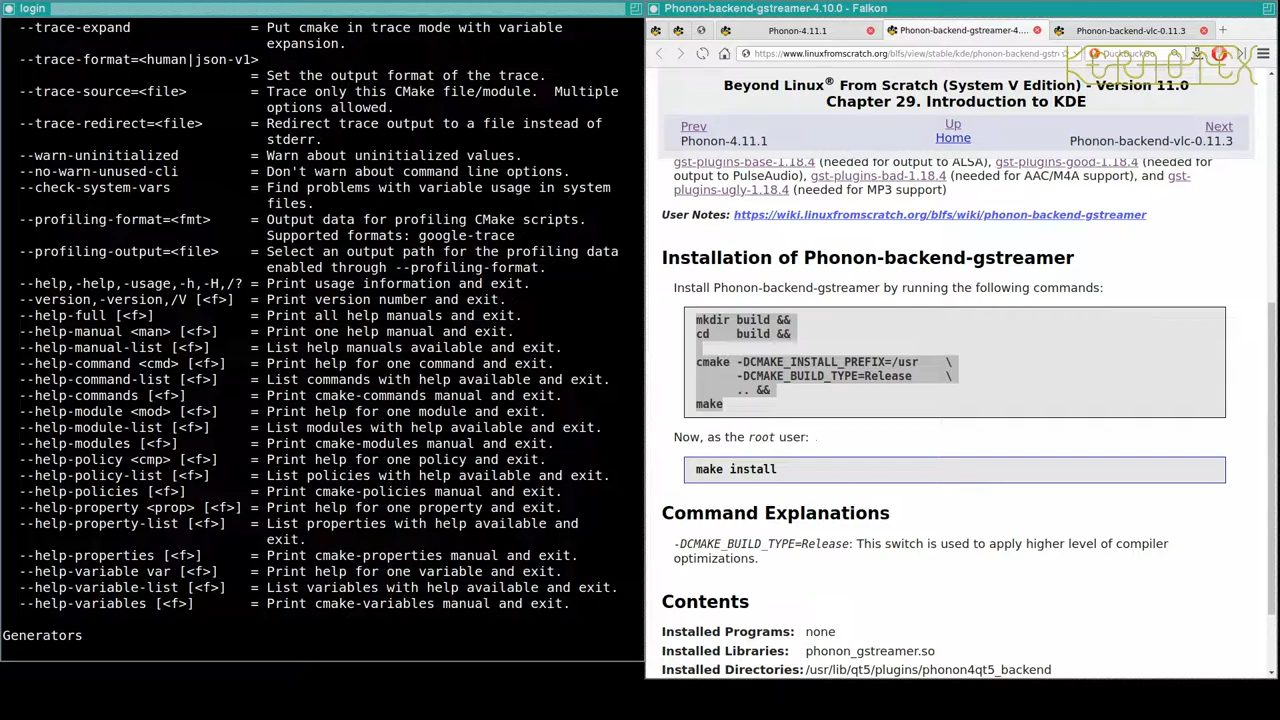 login
--trace-expand = Put cmake in trace mode with variable
expansion.
--trace-format=<human|json-v1>
= Set the output format of the trace.
--trace-source=<file> = Trace only this CMake file/module. Multiple
options allowed.
--trace-redirect=<file> = Redirect trace output to a file instead of
stderr.
--warn-uninitialized = Warn about uninitialized values.
--no-warn-unused-cli = Don't warn about command line options.
--check-system-vars = Find problems with variable usage in system
files.
--profiling-format=<fmt> = Output data for profiling CMake scripts.
Supported formats: google-trace
--profiling-output=<file> = Select an output path for the profiling data
enabled through --profiling-format.
--help,-help,-usage,-h,-H,/? = Print usage information and exit.
--version,-version,/V [<f>] = Print version number and exit.
--help-full [<f>] = Print all help manuals and exit.
--help-manual <man> [<f>] = Print one help manual and exit.
--help-manual-list [<f>] = List help manuals available and exit.
--help-command <cmd> [<f>] = Print help for one command and exit.
--help-command-list [<f>] = List commands with help available and exit.
--help-commands [<f>] = Print cmake-commands manual and exit.
--help-module <mod> [<f>] = Print help for one module and exit.
--help-module-list [<f>] = List modules with help available and exit.
--help-modules [<f>] = Print cmake-modules manual and exit.
--help-policy <cmp> [<f>] = Print help for one policy and exit.
--help-policy-list [<f>] = List policies with help available and exit.
--help-policies [<f>] = Print cmake-policies manual and exit.
--help-property <prop> [<f>] = Print help for one property and exit.
--help-property-list [<f>] = List properties with help available and
exit.
--help-properties [<f>] = Print cmake-properties manual and exit.
--help-variable var [<f>] = Print help for one variable and exit.
--help-variable-list [<f>] = List variables with help available and exit.
--help-variables [<f>] = Print cmake-variables manual and exit.
Generators
Phonon-backend-gstreamer-4.10.0 - Falkon
Phonon-4.11.1
Phonon-backend-gstreamer-4....
Phonon-backend-vlc-0.11.3
https://www.linuxfromscratch.org/blfs/view/stable/kde/phonon-backend-gstr
DuckDuckGo
KERNOTEX
Beyond Linux® From Scratch (System V Edition) - Version 11.0
Chapter 29. Introduction to KDE
Prev Up Next
Phonon-4.11.1 Home Phonon-backend-vlc-0.11.3
gst-plugins-base-1.18.4 (needed for output to ALSA), gst-plugins-good-1.18.4 (needed for
output to PulseAudio), gst-plugins-bad-1.18.4 (needed for AAC/M4A support), and gst-
plugins-ugly-1.18.4 (needed for MP3 support)
User Notes: https://wiki.linuxfromscratch.org/blfs/wiki/phonon-backend-gstreamer
Installation of Phonon-backend-gstreamer
Install Phonon-backend-gstreamer by running the following commands:
mkdir build &&
cd build &&
cmake -DCMAKE_INSTALL_PREFIX=/usr \
-DCMAKE_BUILD_TYPE=Release \
.. &&
make
Now, as the root user:
make install
Command Explanations
-DCMAKE_BUILD_TYPE=Release: This switch is used to apply higher level of compiler
optimizations.
Contents
Installed Programs: none
Installed Libraries: phonon_gstreamer.so
Installed Directories: /usr/lib/qt5/plugins/phonon4qt5_backend